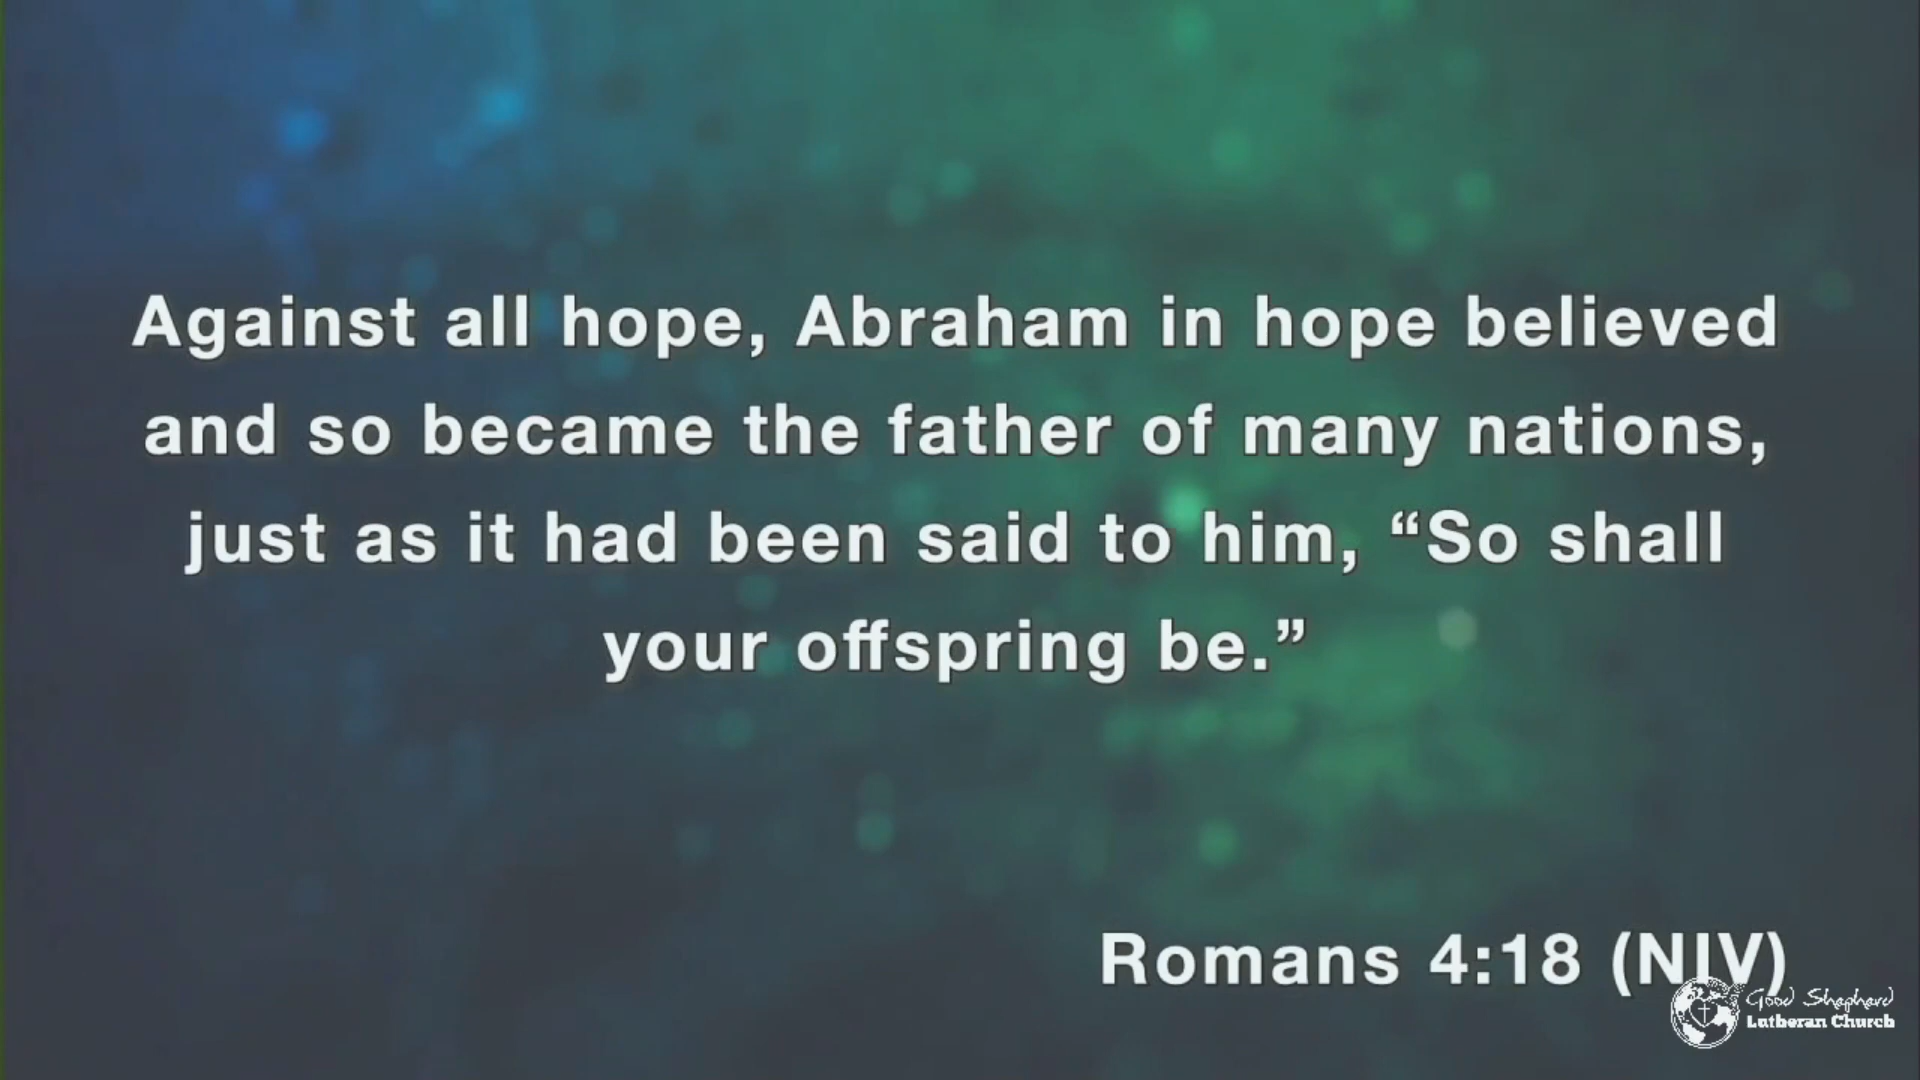 Against all hope, Abraham in hope believed
and so became the father of many nations,
just as it had been said to him, “So shall
your offspring be.”
Romans 4:18 (NIV)
Good Shepherd
Lutheran Church